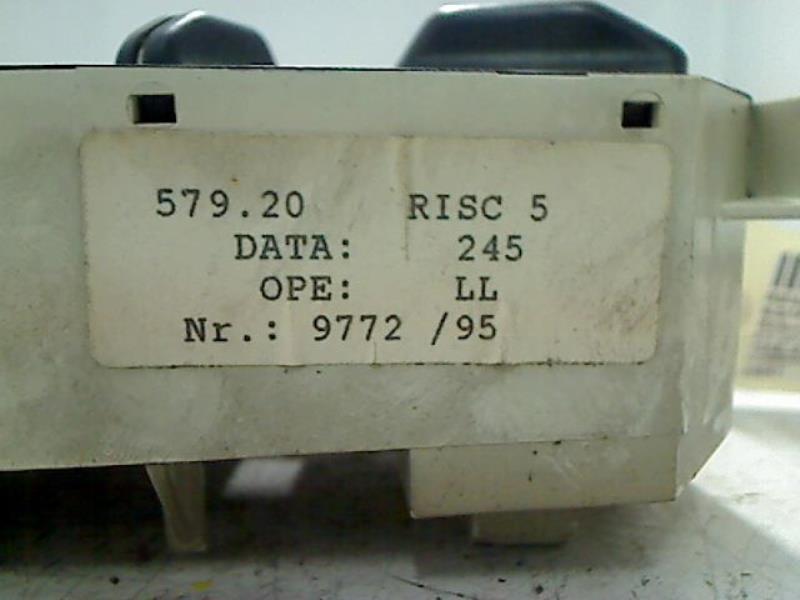 579.20 RISC 5
DATA: 245
OPE: LL
Nr.: 9772 /95